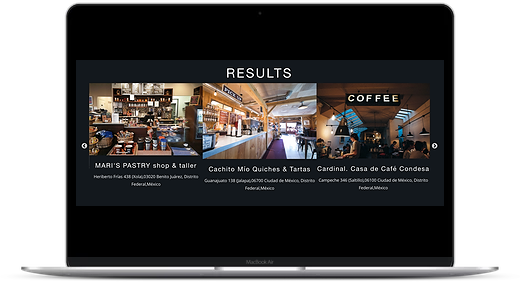 RESULTS
COFFEE
MARI'S PASTRY shop & taller
Heriberto Frías 438 (Xola),03020 Benito Juárez, Distrito
Federal,México
Cachito Mío Quiches & Tartas
Guanajuato 138 (jalapa),06700 Ciudad de México, Distrito
Federal,México
Cardinal. Casa de Café Condesa
Campeche 346 (Saltillo),06100 Ciudad de México, Distrito
Federal,México
MacBook Air